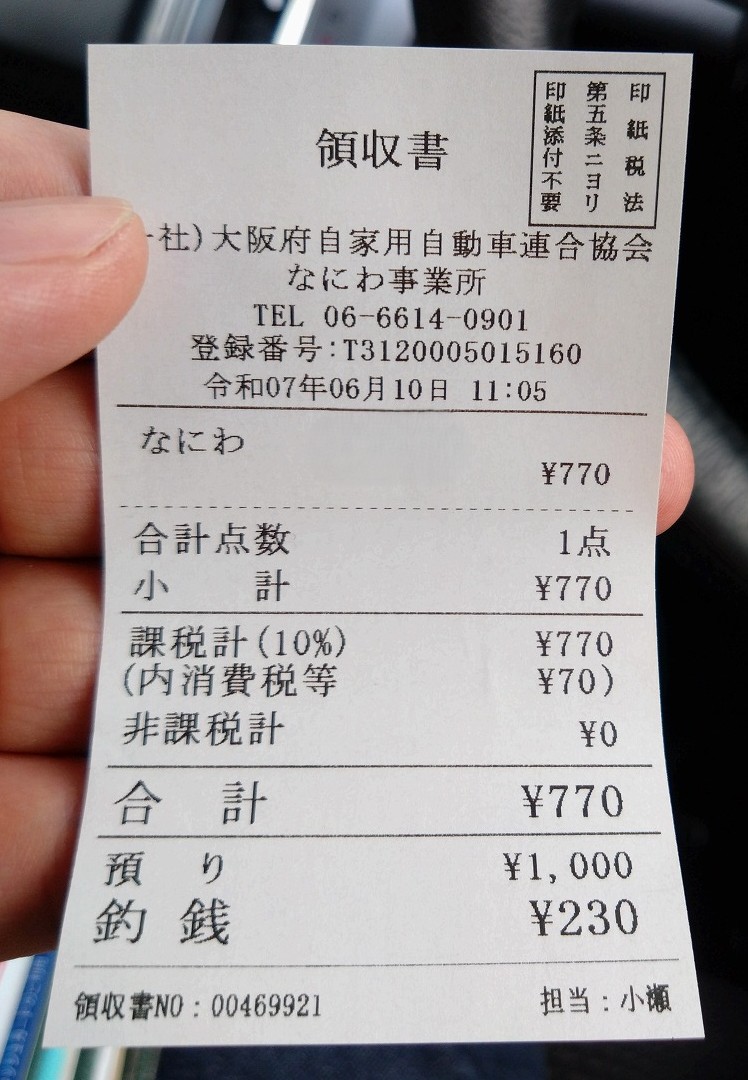 領収書
印紙税法
第五条ニヨリ
印紙添付不要
一社)大阪府自家用自動車連合協会
なにわ事業所
TEL 06-6614-0901
登録番号:T3120005015160
令和07年06月10日 11:05
なにわ
¥770
合計点数 1点
小 計 ¥770
課税計(10%) ¥770
(内消費税等 ¥70)
非課税計 ¥0
合 計 ¥770
預 り ¥1,000
釣 銭 ¥230
領収書NO:00469921 担当:小瀬